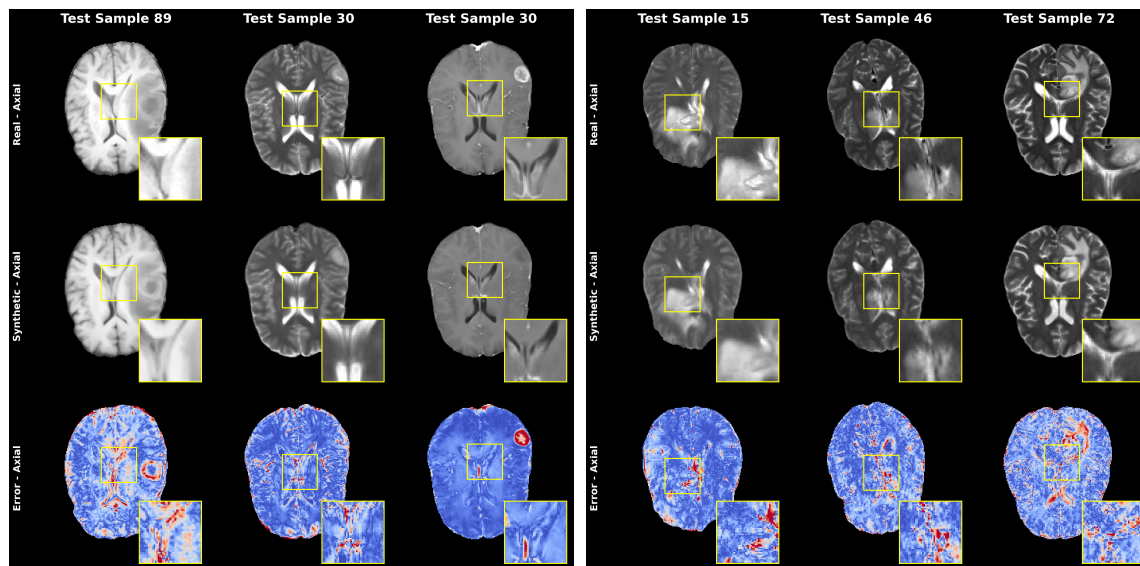 Test Sample 89 Test Sample 30 Test Sample 30 Test Sample 15 Test Sample 46 Test Sample 72
Real - Axial Real - Axial
Synthetic - Axial Synthetic - Axial
Error - Axial Error - Axial